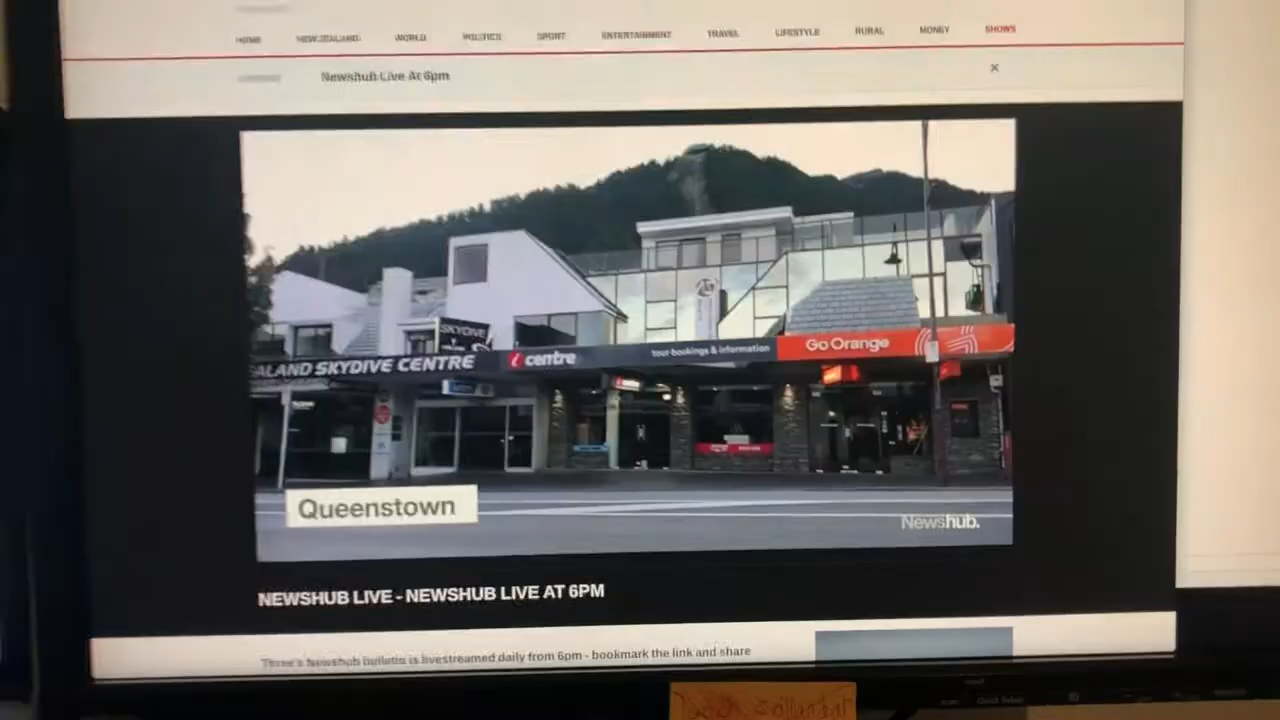 HOME NEW ZEALAND WORLD POLITICS SPORT ENTERTAINMENT TRAVEL LIFESTYLE RURAL MONEY SHOWS
Newshub Live At 6pm ×
SKYDIVE
ALAND SKYDIVE CENTRE i centre tour bookings & information Go Orange
Queenstown
Newshub.
NEWSHUB LIVE - NEWSHUB LIVE AT 6PM
Three's Newshub bulletin is livestreamed daily from 6pm - bookmark the link and share